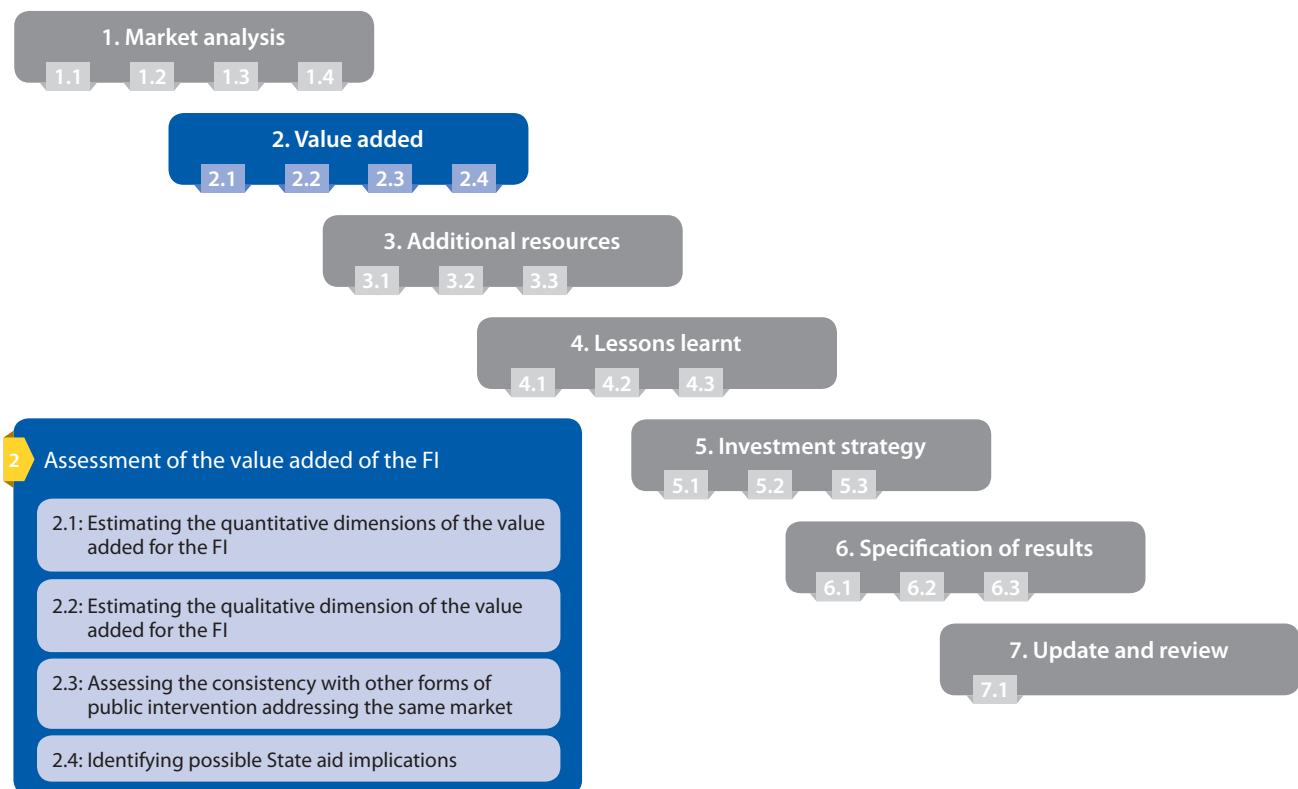 1. Market analysis
1.1 1.2 1.3 1.4
2. Value added
2.1 2.2 2.3 2.4
3. Additional resources
3.1 3.2 3.3
4. Lessons learnt
4.1 4.2 4.3
5. Investment strategy
5.1 5.2 5.3
6. Specification of results
6.1 6.2 6.3
7. Update and review
7.1
2 Assessment of the value added of the FI
2.1: Estimating the quantitative dimensions of the value
added for the FI
2.2: Estimating the qualitative dimension of the value
added for the FI
2.3: Assessing the consistency with other forms of
public intervention addressing the same market
2.4: Identifying possible State aid implications